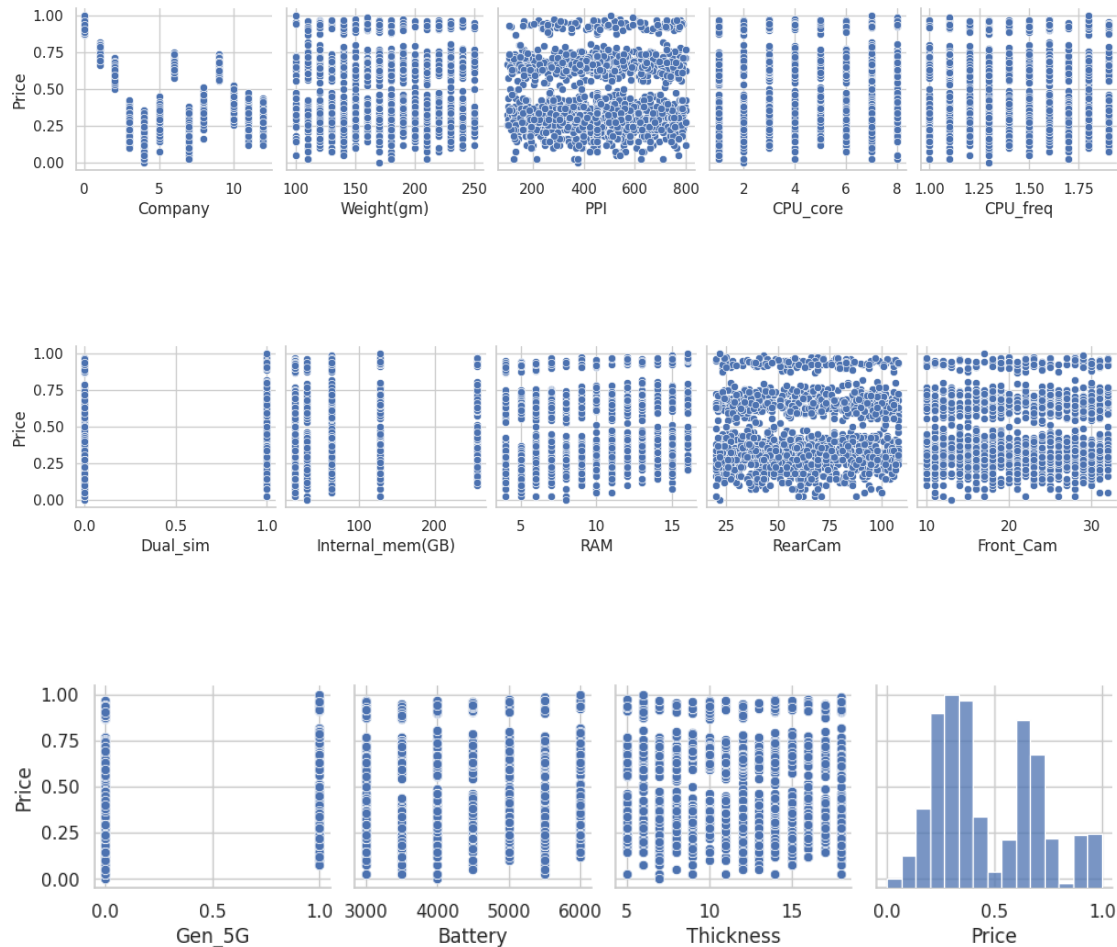 1.00
0.75
0.50
0.25
0.00
Price
0 5 10
100 150 200 250
200 400 600 800
2 4 6 8
1.00 1.25 1.50 1.75
Company
Weight(gm)
PPI
CPU_core
CPU_freq
1.00
0.75
0.50
0.25
0.00
Price
0.0 0.5 1.0
100 200
5 10 15
25 50 75 100
10 20 30
Dual_sim
Internal_mem(GB)
RAM
RearCam
Front_Cam
1.00
0.75
0.50
0.25
0.00
Price
0.0 0.5 1.0
3000 4000 5000 6000
5 10 15
0.0 0.5 1.0
Gen_5G
Battery
Thickness
Price